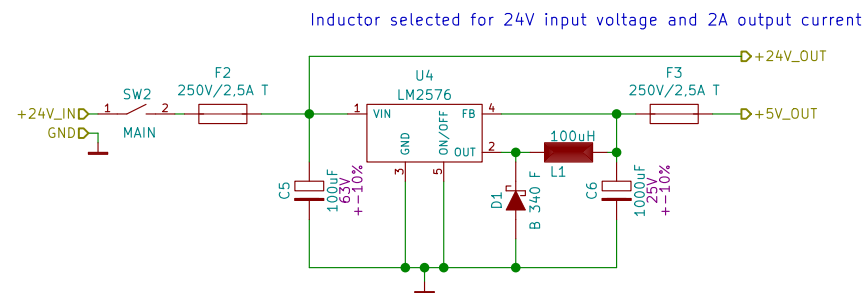 Inductor selected for 24V input voltage and 2A output current
+24V_OUT
F2
250V/2,5A T
U4
LM2576
F3
250V/2,5A T
SW2
+24V_IN
1
2
MAIN
GND
1
VIN
FB
4
+5V_OUT
GND
ON/OFF
OUT
2
3
5
100uH
L1
C5
100uF
63V
+-10%
D1
B 340 F
C6
1000uF
25V
+-10%